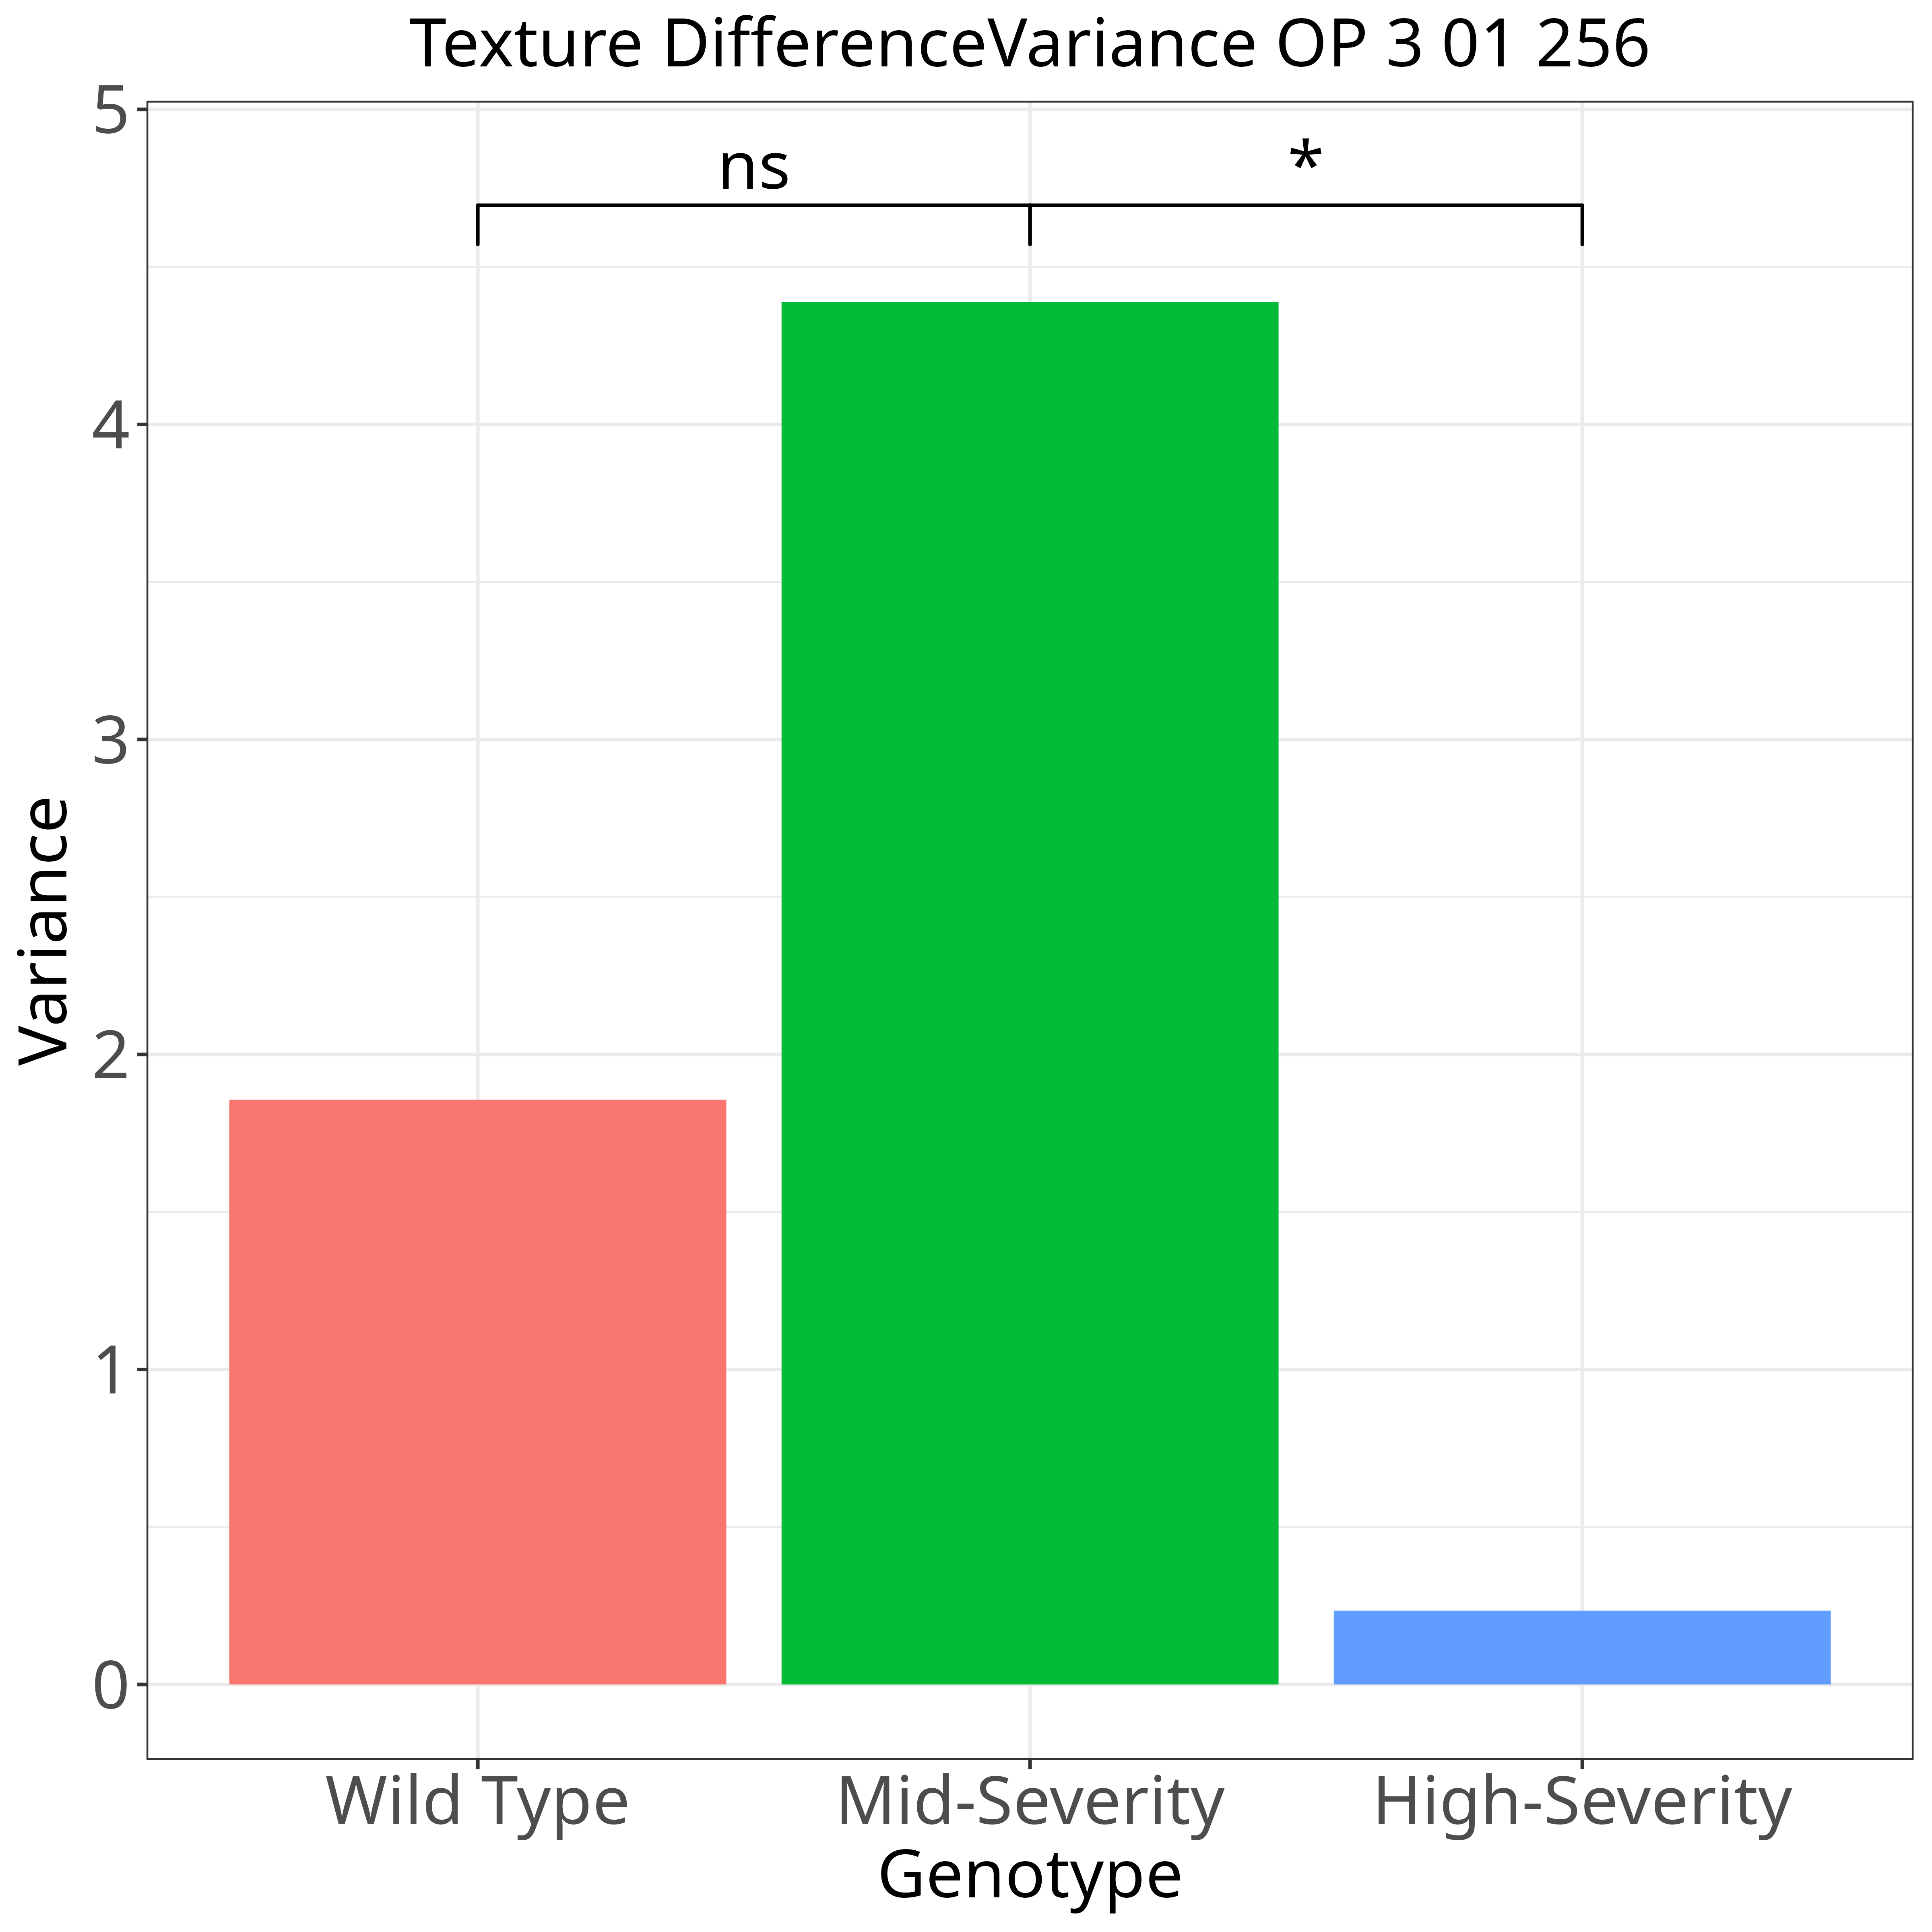 Texture DifferenceVariance OP 3 01 256
5
ns *
4
3
2
1
0
Variance
Wild Type Mid-Severity High-Severity
Genotype